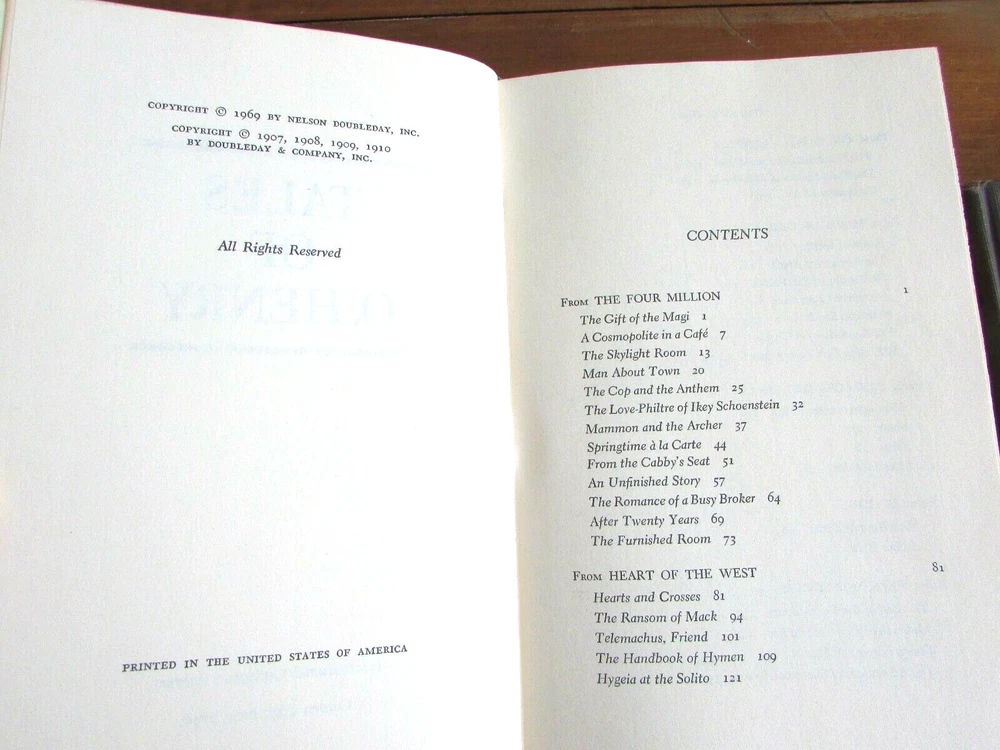 COPYRIGHT © 1969 BY NELSON DOUBLEDAY, INC.
COPYRIGHT © 1907, 1908, 1909, 1910
BY DOUBLEDAY & COMPANY, INC.
All Rights Reserved
PRINTED IN THE UNITED STATES OF AMERICA
CONTENTS
From THE FOUR MILLION 1
The Gift of the Magi 1
A Cosmopolite in a Café 7
The Skylight Room 13
Man About Town 20
The Cop and the Anthem 25
The Love-Philtre of Ikey Schoenstein 32
Mammon and the Archer 37
Springtime à la Carte 44
From the Cabby's Seat 51
An Unfinished Story 57
The Romance of a Busy Broker 64
After Twenty Years 69
The Furnished Room 73
From HEART OF THE WEST 81
Hearts and Crosses 81
The Ransom of Mack 94
Telemachus, Friend 101
The Handbook of Hymen 109
Hygeia at the Solito 121